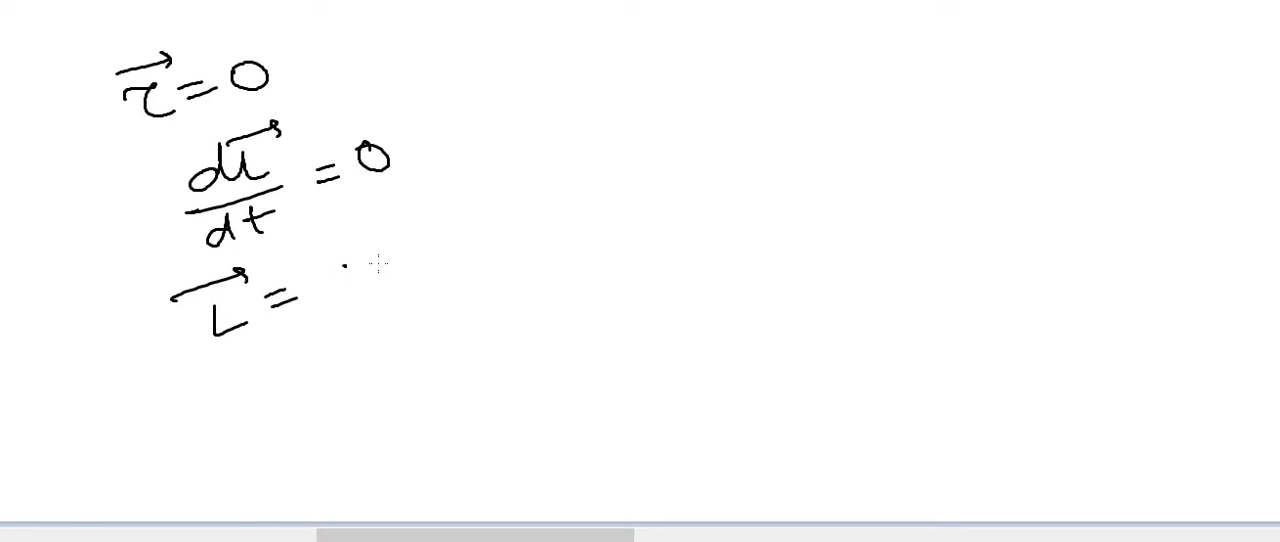 τ⃗ = 0
dL⃗/dt = 0
L⃗ =